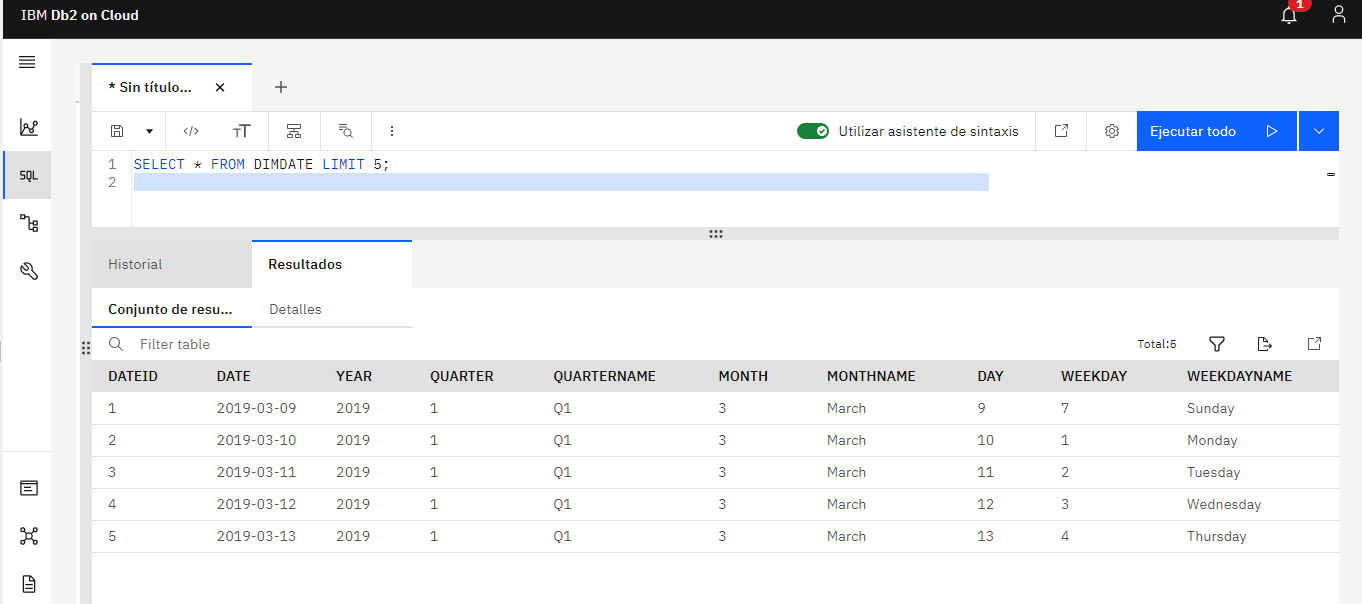 IBM Db2 on Cloud
1
* Sin título...
SQL
Utilizar asistente de sintaxis
Ejecutar todo
1 SELECT * FROM DIMDATE LIMIT 5;
2
Historial Resultados
Conjunto de resu... Detalles
Filter table Total:5
DATEID DATE YEAR QUARTER QUARTERNAME MONTH MONTHNAME DAY WEEKDAY WEEKDAYNAME
1 2019-03-09 2019 1 Q1 3 March 9 7 Sunday
2 2019-03-10 2019 1 Q1 3 March 10 1 Monday
3 2019-03-11 2019 1 Q1 3 March 11 2 Tuesday
4 2019-03-12 2019 1 Q1 3 March 12 3 Wednesday
5 2019-03-13 2019 1 Q1 3 March 13 4 Thursday